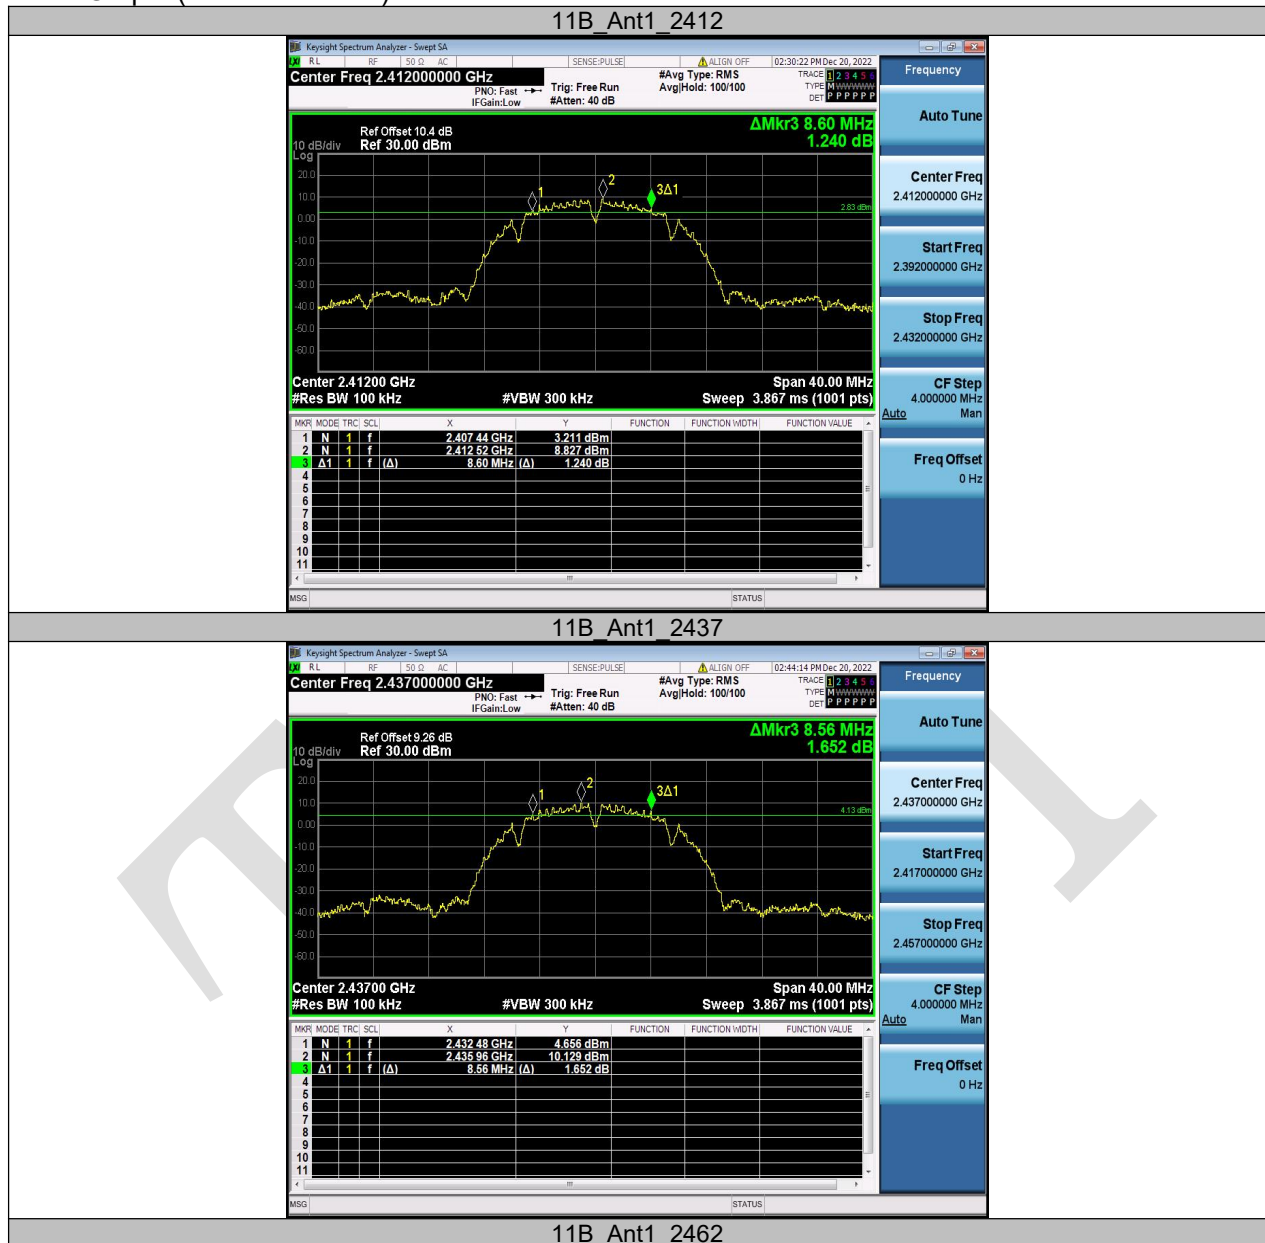 11B_Ant1_2412
Keysight Spectrum Analyzer - Swept SA
LXI RL RF 50 Ω AC SENSE:PULSE ALIGN OFF 02:30:22 PM Dec 20, 2022
Center Freq 2.412000000 GHz
PNO: Fast
IFGain:Low
Trig: Free Run
#Atten: 40 dB
#Avg Type: RMS
Avg|Hold: 100/100
TRACE 1 2 3 4 5 6
TYPE M W W W W W
DET P P P P P P
Ref Offset 10.4 dB
Ref 30.00 dBm
10 dB/div
Log
ΔMkr3 8.60 MHz
1.240 dB
20.0
10.0
0.00
-10.0
-20.0
-30.0
-40.0
-50.0
-60.0
1
2
3Δ1
2.83 dBm
Center 2.41200 GHz Span 40.00 MHz
#Res BW 100 kHz #VBW 300 kHz Sweep 3.867 ms (1001 pts)
MKR MODE TRC SCL X Y FUNCTION FUNCTION WIDTH FUNCTION VALUE
1 N 1 f 2.407 44 GHz 3.211 dBm
2 N 1 f 2.412 52 GHz 8.827 dBm
3 Δ1 1 f (Δ) 8.60 MHz (Δ) 1.240 dB
4
5
6
7
8
9
10
11
MSG STATUS
Frequency
Auto Tune
Center Freq
2.412000000 GHz
Start Freq
2.392000000 GHz
Stop Freq
2.432000000 GHz
CF Step
4.000000 MHz
Auto Man
Freq Offset
0 Hz
11B_Ant1_2437
Keysight Spectrum Analyzer - Swept SA
LXI RL RF 50 Ω AC SENSE:PULSE ALIGN OFF 02:44:14 PM Dec 20, 2022
Center Freq 2.437000000 GHz
PNO: Fast
IFGain:Low
Trig: Free Run
#Atten: 40 dB
#Avg Type: RMS
Avg|Hold: 100/100
TRACE 1 2 3 4 5 6
TYPE M W W W W W
DET P P P P P P
Ref Offset 9.26 dB
Ref 30.00 dBm
10 dB/div
Log
ΔMkr3 8.56 MHz
1.652 dB
20.0
10.0
0.00
-10.0
-20.0
-30.0
-40.0
-50.0
-60.0
1
2
3Δ1
4.13 dBm
Center 2.43700 GHz Span 40.00 MHz
#Res BW 100 kHz #VBW 300 kHz Sweep 3.867 ms (1001 pts)
MKR MODE TRC SCL X Y FUNCTION FUNCTION WIDTH FUNCTION VALUE
1 N 1 f 2.432 48 GHz 4.656 dBm
2 N 1 f 2.435 96 GHz 10.129 dBm
3 Δ1 1 f (Δ) 8.56 MHz (Δ) 1.652 dB
4
5
6
7
8
9
10
11
MSG STATUS
Frequency
Auto Tune
Center Freq
2.437000000 GHz
Start Freq
2.417000000 GHz
Stop Freq
2.457000000 GHz
CF Step
4.000000 MHz
Auto Man
Freq Offset
0 Hz
11B_Ant1_2462